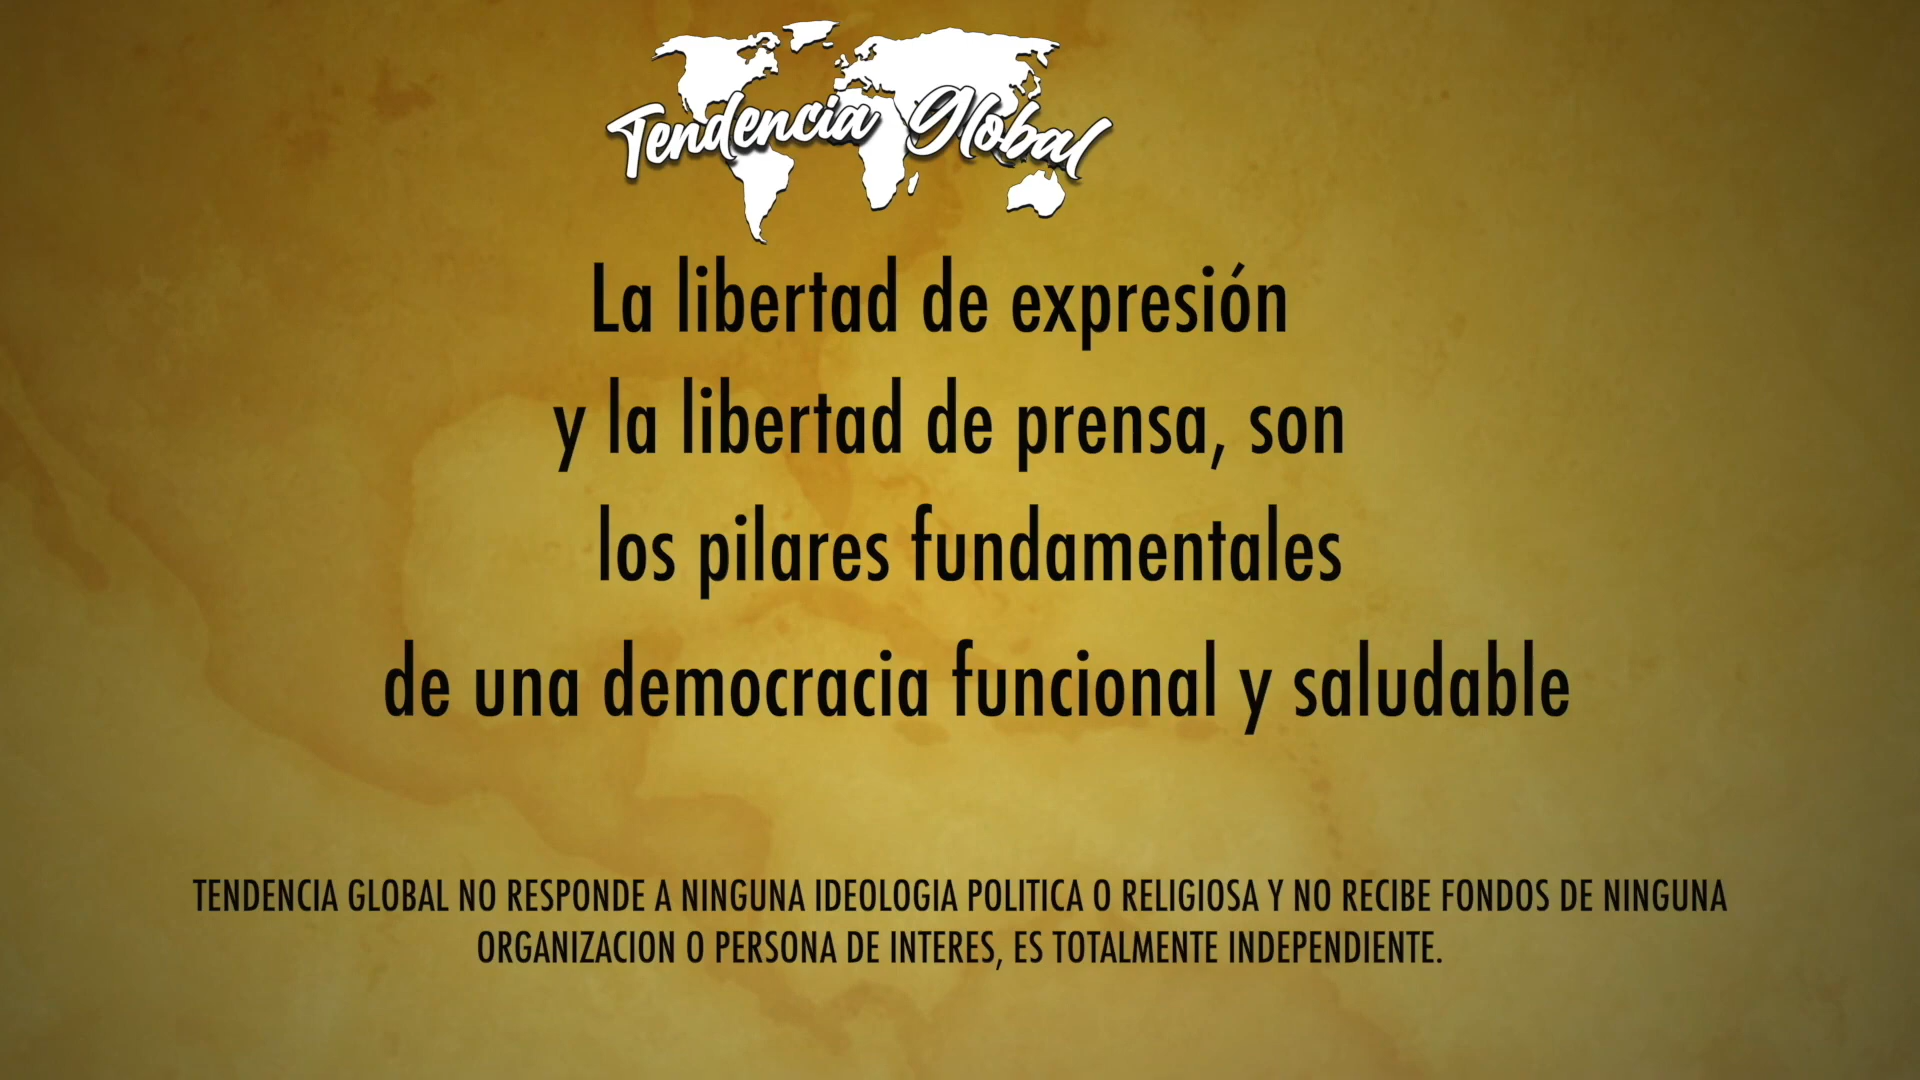 Tendencia Global
La libertad de expresión
y la libertad de prensa, son
los pilares fundamentales
de una democracia funcional y saludable
TENDENCIA GLOBAL NO RESPONDE A NINGUNA IDEOLOGIA POLITICA O RELIGIOSA Y NO RECIBE FONDOS DE NINGUNA
ORGANIZACION O PERSONA DE INTERES, ES TOTALMENTE INDEPENDIENTE.